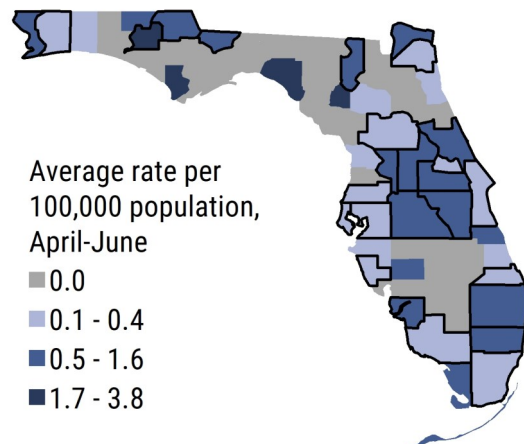 Average rate per
100,000 population,
April-June
0.0
0.1 - 0.4
0.5 - 1.6
1.7 - 3.8